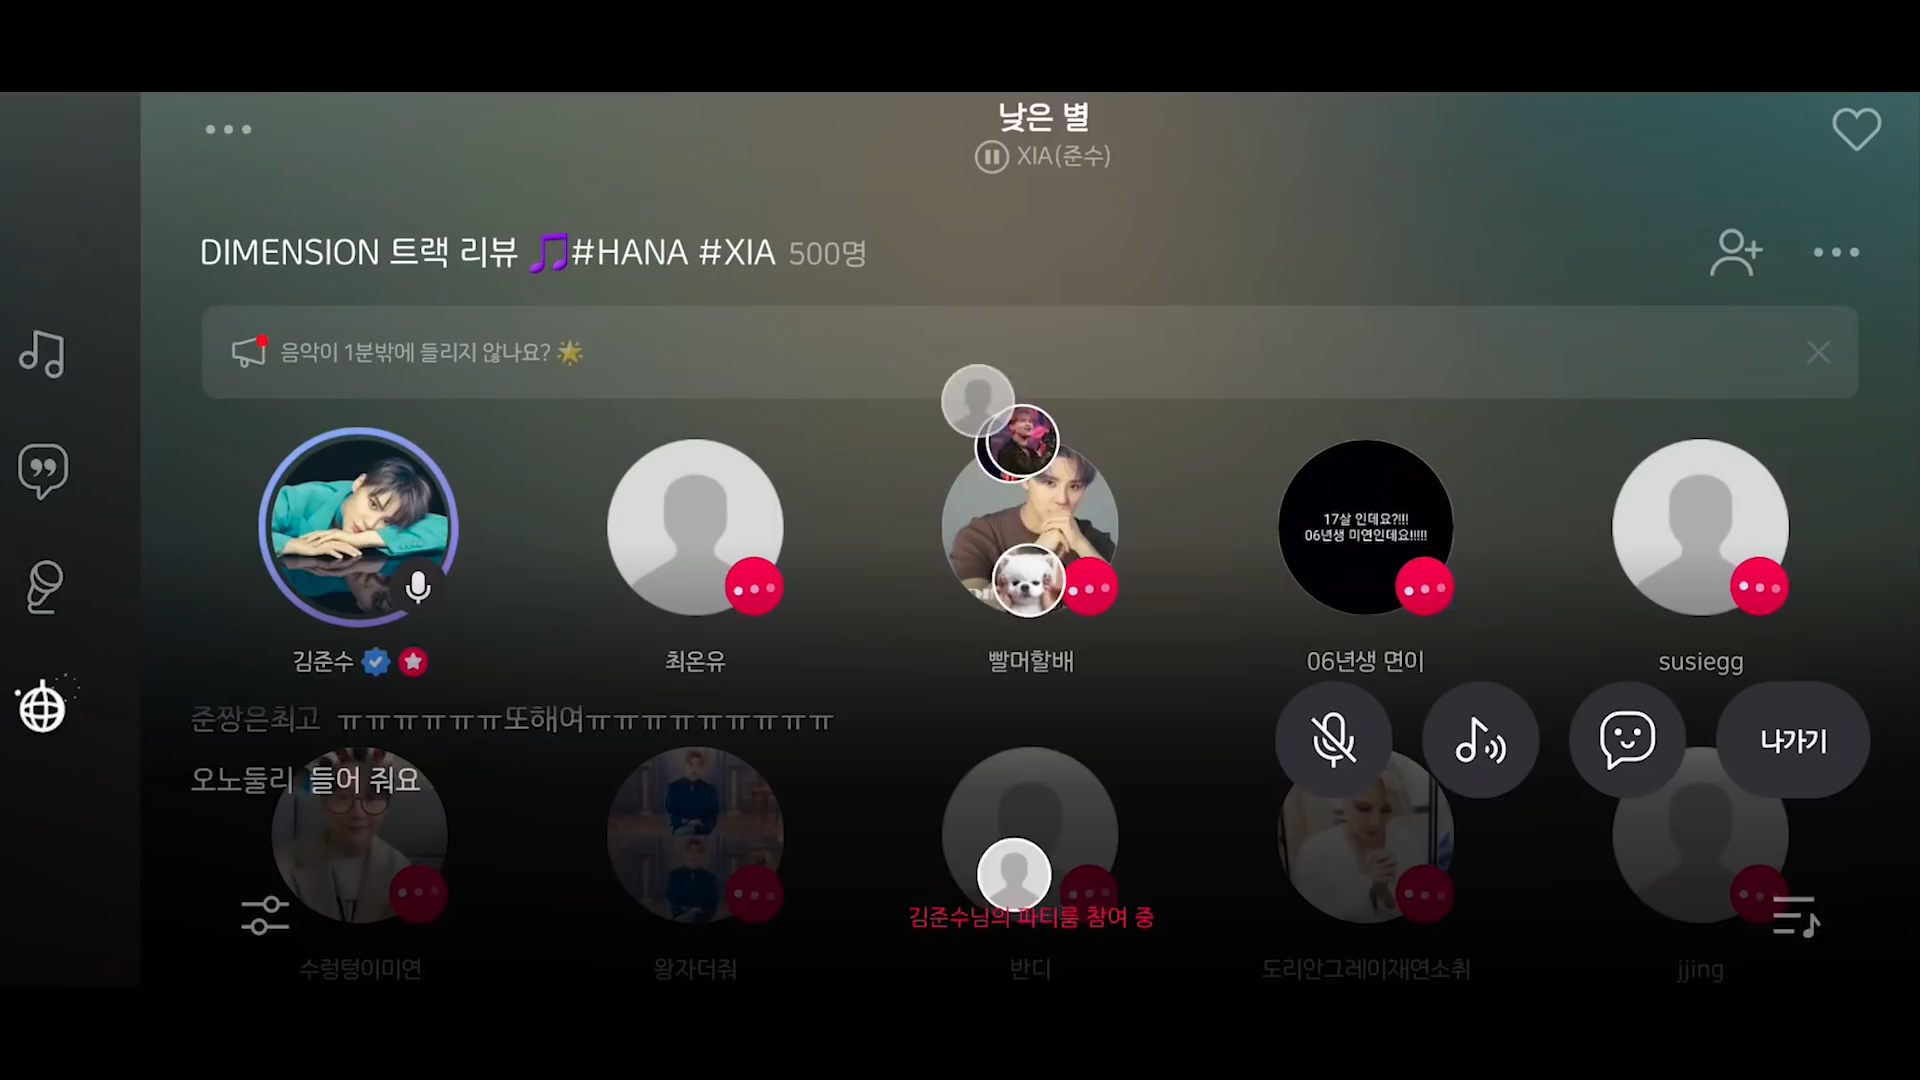 낮은 별
XIA(준수)
DIMENSION 트랙 리뷰 🎵#HANA #XIA 500명
음악이 1분밖에 들리지 않나요? 🌟
17살 인데요?!!!
06년생 미연인데요!!!!!
김준수
최온유
빨머할배
06년생 면이
susiegg
준짱은최고 ㅠㅠㅠㅠㅠㅠ또해여ㅠㅠㅠㅠㅠㅠㅠㅠㅠ
나가기
오노둘리 들어 줘요
김준수님의 파티룸 참여 중
수렁텅이미연
왕자더줘
반디
도리안그레이재연소취
jjing